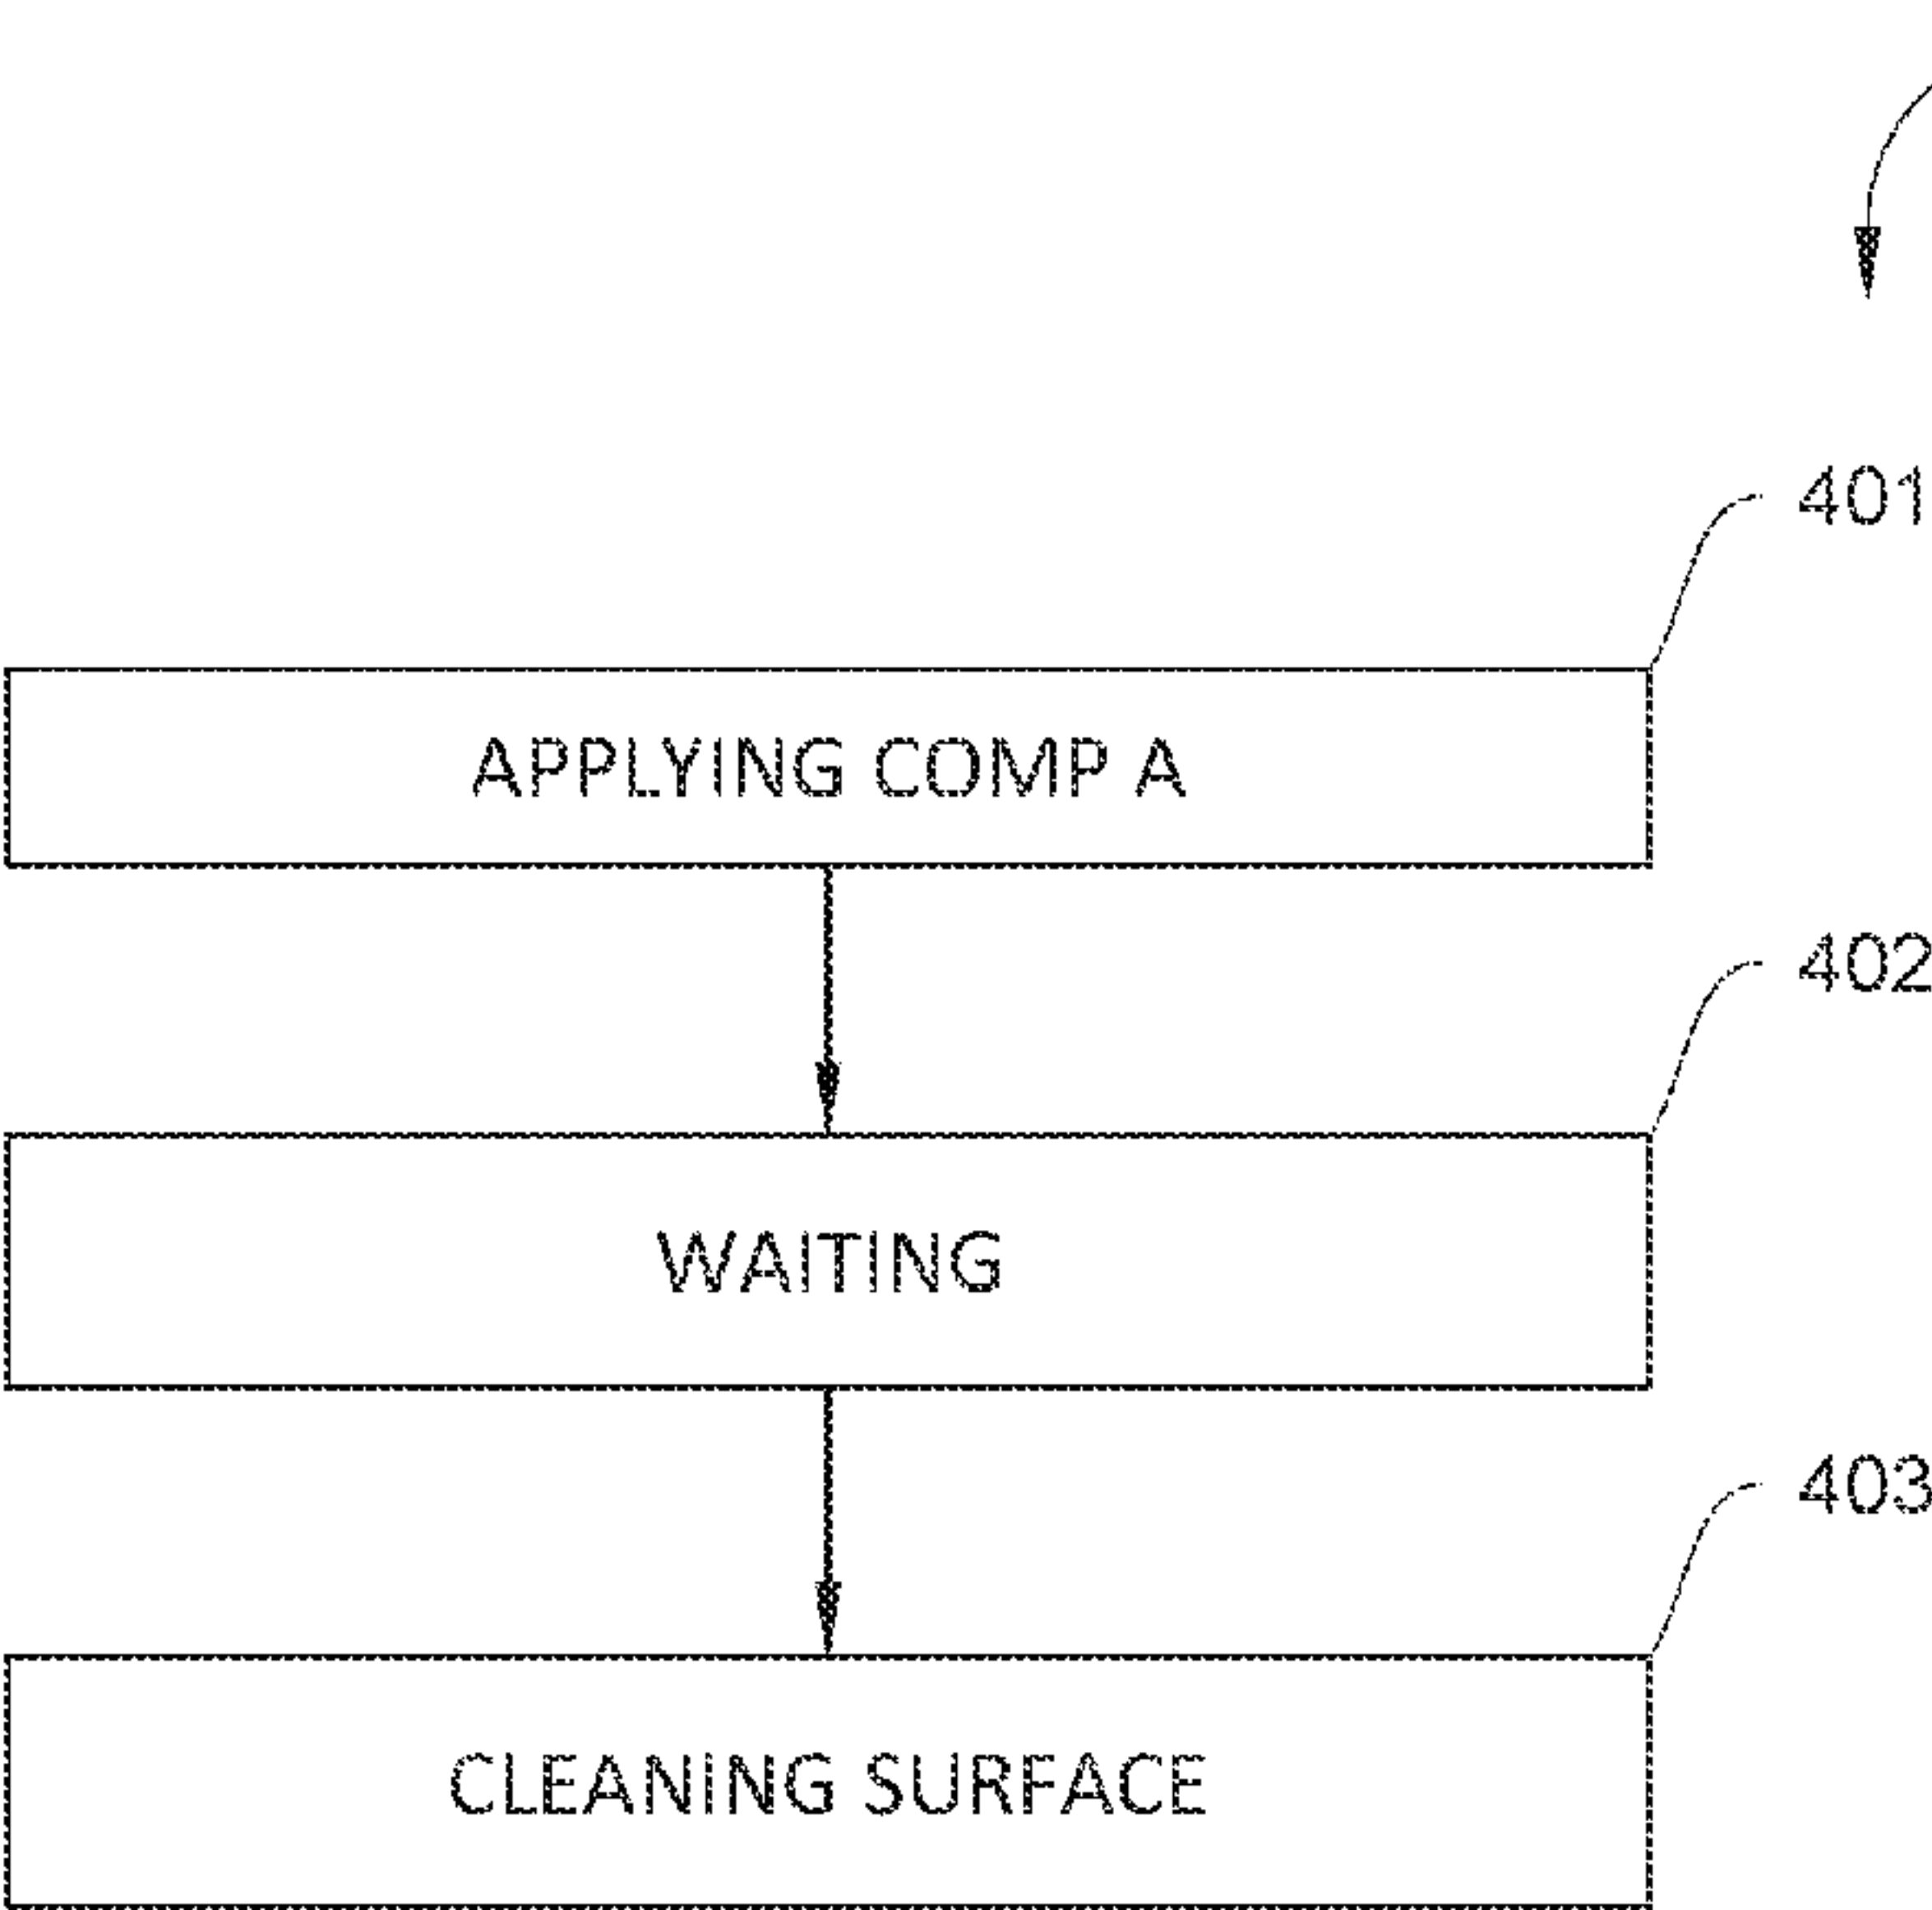 401
APPLYING COMP A
402
WAITING
403
CLEANING SURFACE